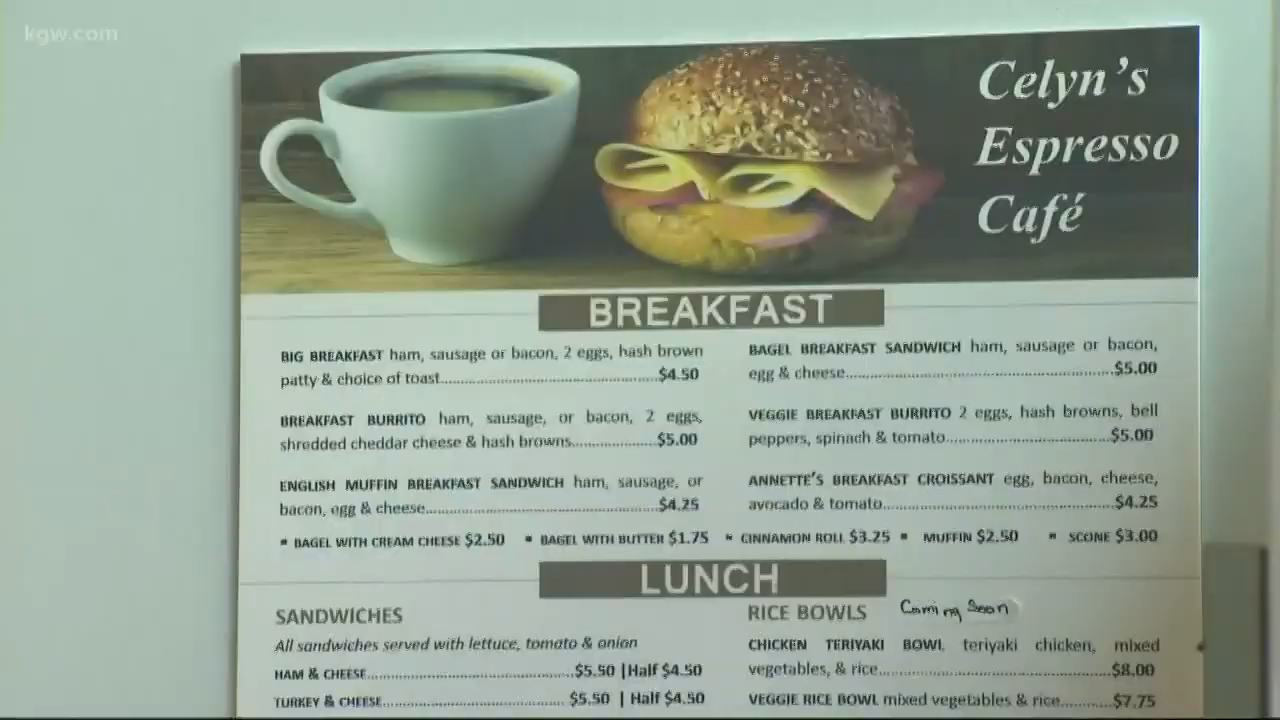 kgw.com
Celyn's
Espresso
Café
BREAKFAST
BIG BREAKFAST ham, sausage or bacon, 2 eggs, hash brown
patty & choice of toast........$4.50
BREAKFAST BURRITO ham, sausage, or bacon, 2 eggs,
shredded cheddar cheese & hash browns........$5.00
ENGLISH MUFFIN BREAKFAST SANDWICH ham, sausage, or
bacon, egg & cheese........$4.25
BAGEL BREAKFAST SANDWICH ham, sausage or bacon,
egg & cheese........$5.00
VEGGIE BREAKFAST BURRITO 2 eggs, hash browns, bell
peppers, spinach & tomato........$5.00
ANNETTE'S BREAKFAST CROISSANT egg, bacon, cheese,
avocado & tomato........$4.25
▪ BAGEL WITH CREAM CHEESE $2.50 ▪ BAGEL WITH BUTTER $1.75 ▪ CINNAMON ROLL $3.25 ▪ MUFFIN $2.50 ▪ SCONE $3.00
LUNCH
SANDWICHES
All sandwiches served with lettuce, tomato & onion
HAM & CHEESE........$5.50 | Half $4.50
TURKEY & CHEESE........$5.50 | Half $4.50
RICE BOWLS Coming Soon
CHICKEN TERIYAKI BOWL teriyaki chicken, mixed
vegetables, & rice........$8.00
VEGGIE RICE BOWL mixed vegetables & rice........$7.75